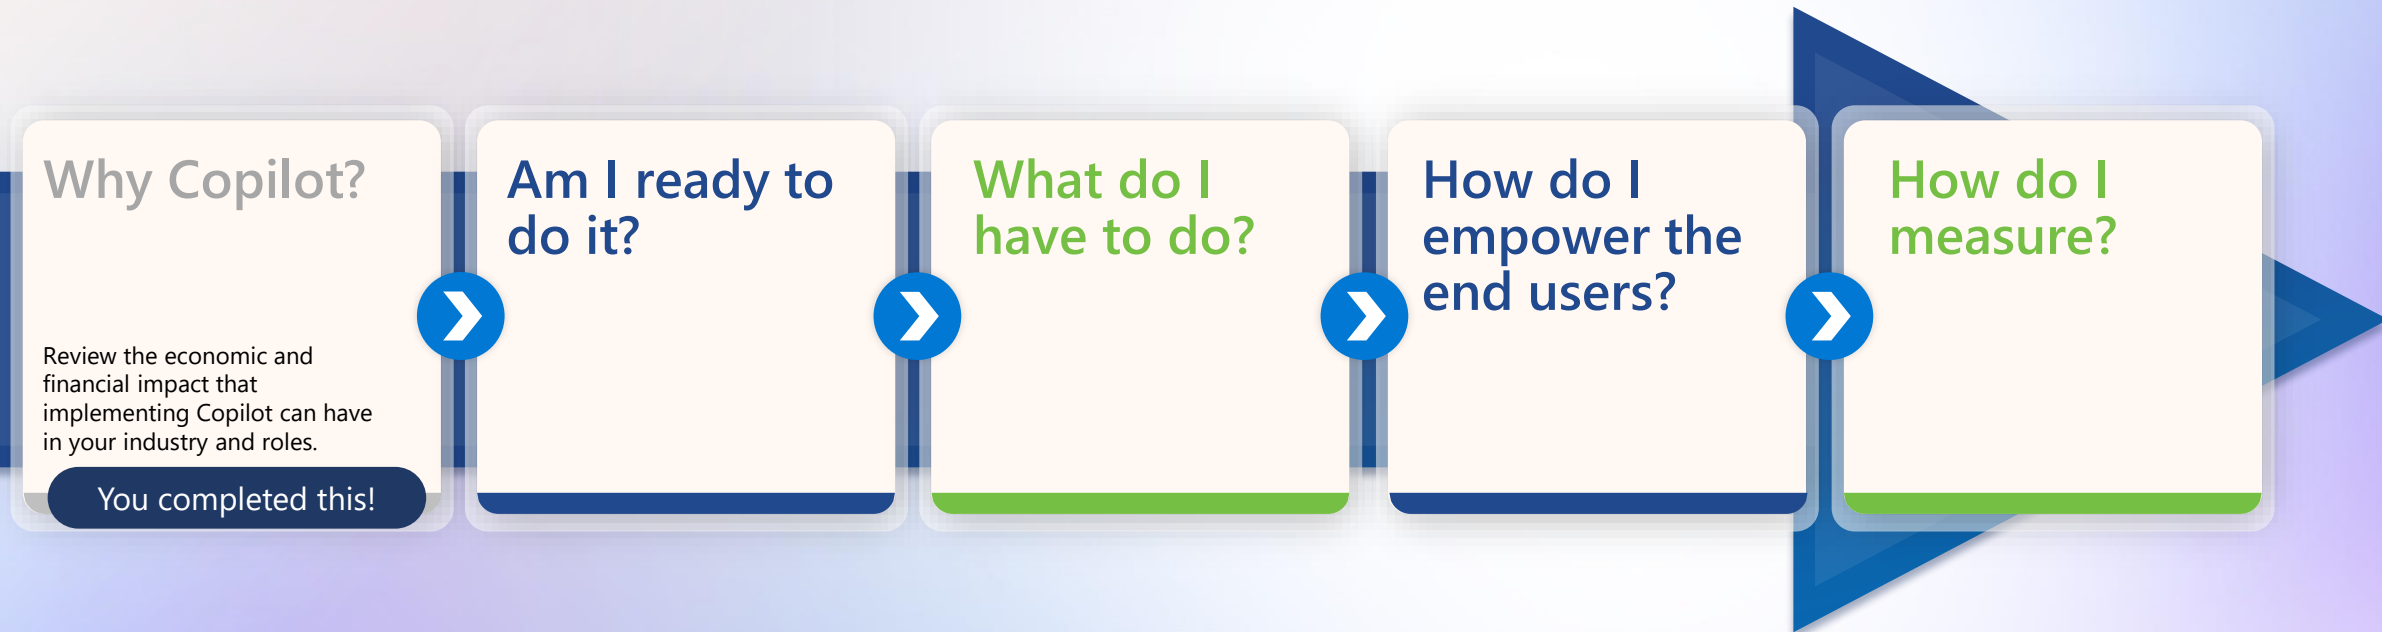 Why Copilot?
Review the economic and
financial impact that
implementing Copilot can have
in your industry and roles.
You completed this!
Am I ready to
do it?
What do I
have to do?
How do I
empower the
end users?
How do I
measure?